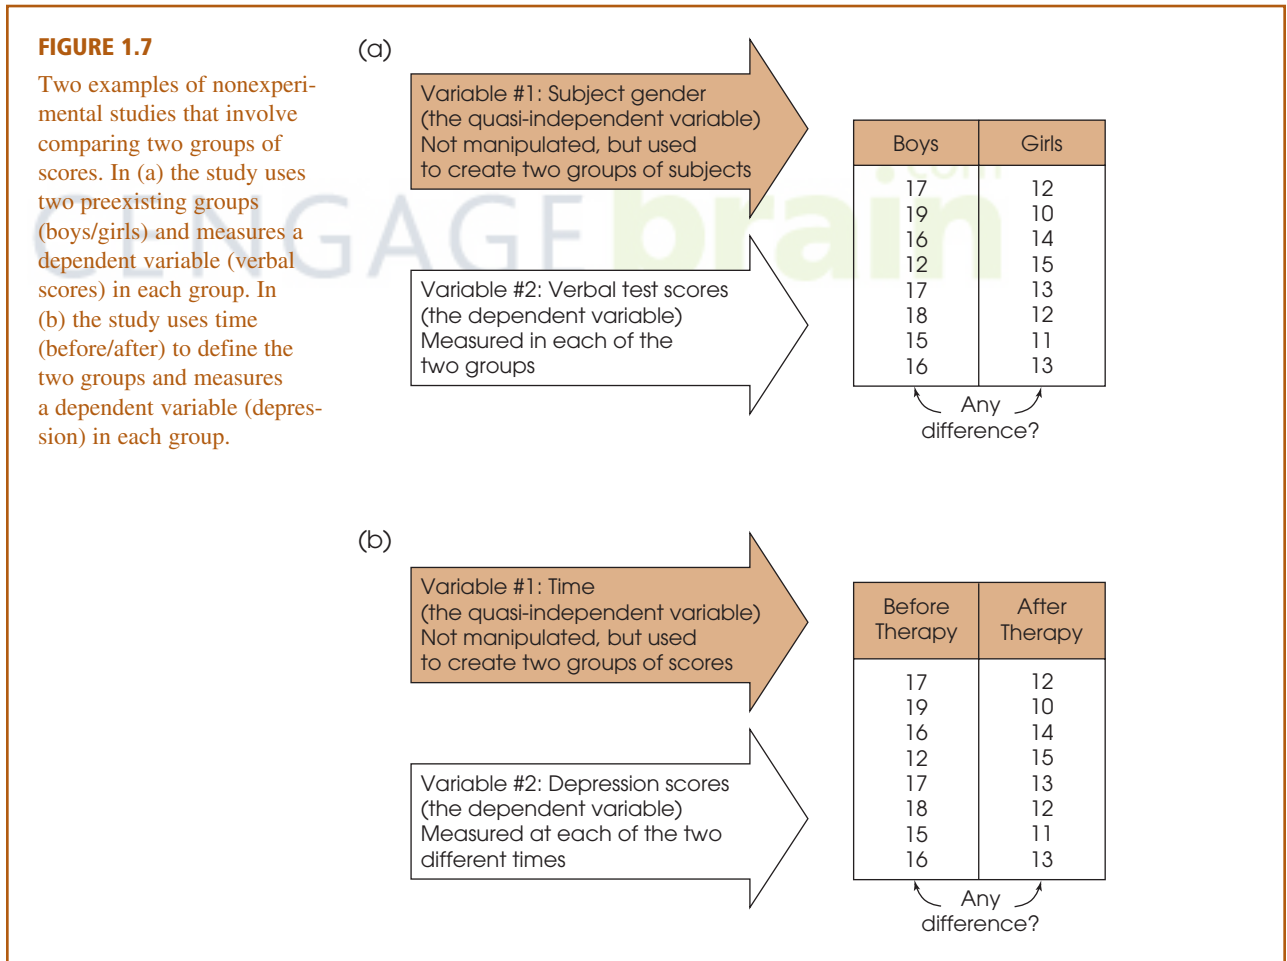 FIGURE 1.7
Two examples of nonexperi-
mental studies that involve
comparing two groups of
scores. In (a) the study uses
two preexisting groups
(boys/girls) and measures a
dependent variable (verbal
scores) in each group. In
(b) the study uses time
(before/after) to define the
two groups and measures
a dependent variable (depres-
sion) in each group.
(a)
Variable #1: Subject gender
(the quasi-independent variable)
Not manipulated, but used
to create two groups of subjects
Variable #2: Verbal test scores
(the dependent variable)
Measured in each of the
two groups
Boys Girls
17 12
19 10
16 14
12 15
17 13
18 12
15 11
16 13
Any
difference?
CENGAGE brain
.com
(b)
Variable #1: Time
(the quasi-independent variable)
Not manipulated, but used
to create two groups of scores
Variable #2: Depression scores
(the dependent variable)
Measured at each of the two
different times
Before After
Therapy Therapy
17 12
19 10
16 14
12 15
17 13
18 12
15 11
16 13
Any
difference?